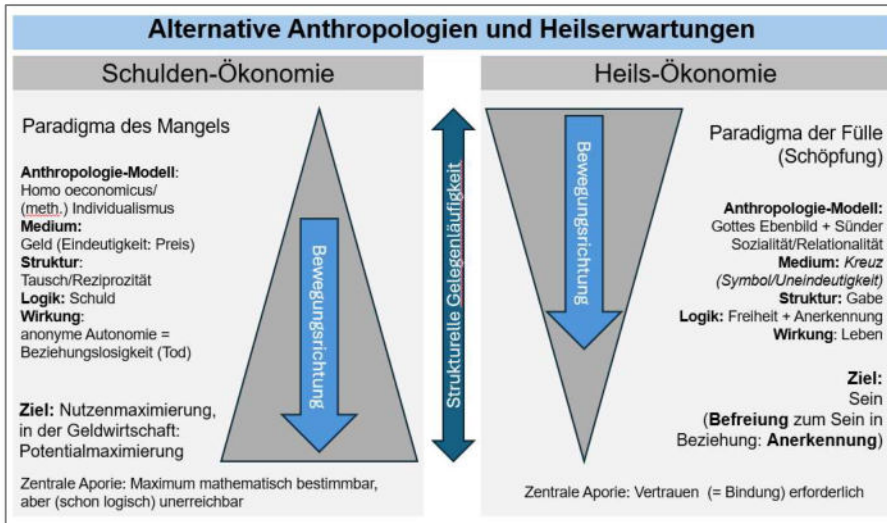 Alternative Anthropologien und Heilserwartungen
Schulden-Ökonomie
Paradigma des Mangels
Anthropologie-Modell:
Homo oeconomicus/
(meth.) Individualismus
Medium:
Geld (Eindeutigkeit: Preis)
Struktur:
Tausch/Reziprozität
Logik: Schuld
Wirkung:
anonyme Autonomie =
Beziehungslosigkeit (Tod)
Ziel: Nutzenmaximierung,
in der Geldwirtschaft:
Potentialmaximierung
Bewegungsrichtung
Zentrale Aporie: Maximum mathematisch bestimmbar,
aber (schon logisch) unerreichbar
Strukturelle Gelegenläufigkeit
Heils-Ökonomie
Bewegungsrichtung
Paradigma der Fülle
(Schöpfung)
Anthropologie-Modell:
Gottes Ebenbild + Sünder
Sozialität/Relationalität
Medium: Kreuz
(Symbol/Uneindeutigkeit)
Struktur: Gabe
Logik: Freiheit + Anerkennung
Wirkung: Leben
Ziel:
Sein
(Befreiung zum Sein in
Beziehung: Anerkennung)
Zentrale Aporie: Vertrauen (= Bindung) erforderlich